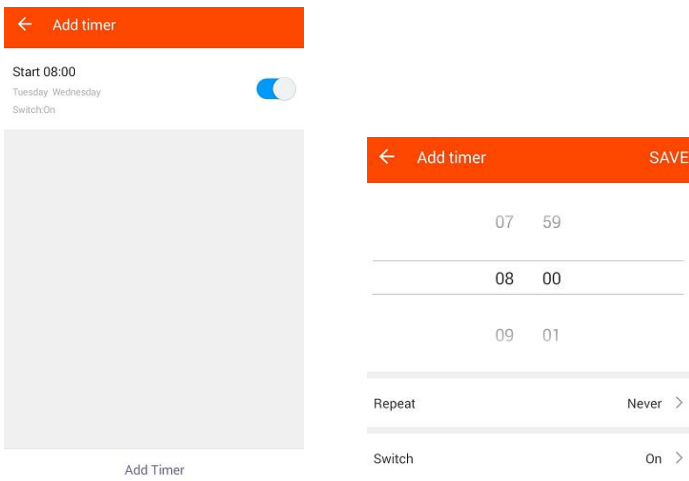 Add timer
Start 08:00
Tuesday Wednesday
Switch:On
Add Timer
Add timer SAVE
07 59
08 00
09 01
Repeat Never
Switch On